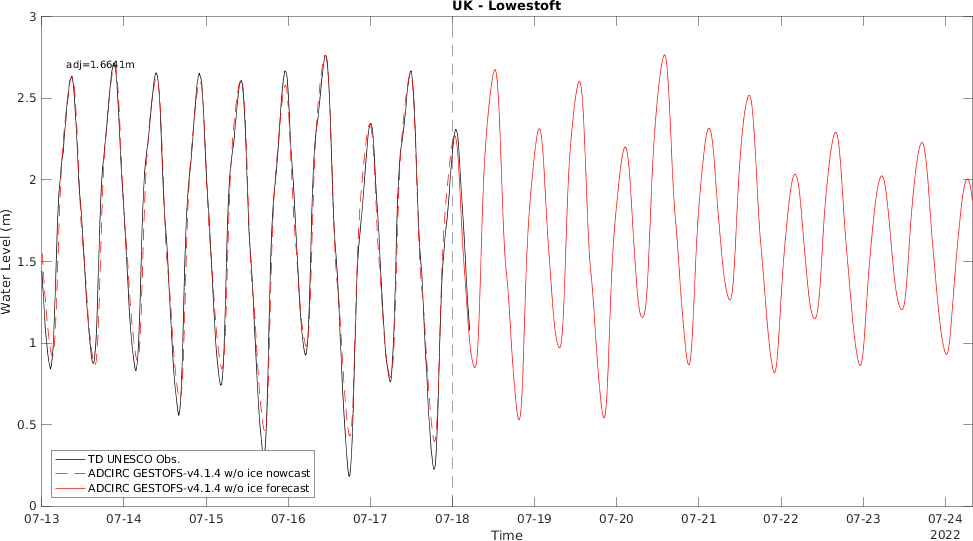 UK - Lowestoft
3
adj=1.6641m
2.5
2
1.5
1
0.5
0
Water Level (m)
TD UNESCO Obs.
ADCIRC GESTOFS-v4.1.4 w/o ice nowcast
ADCIRC GESTOFS-v4.1.4 w/o ice forecast
07-13 07-14 07-15 07-16 07-17 07-18 07-19 07-20 07-21 07-22 07-23 07-24
Time
2022